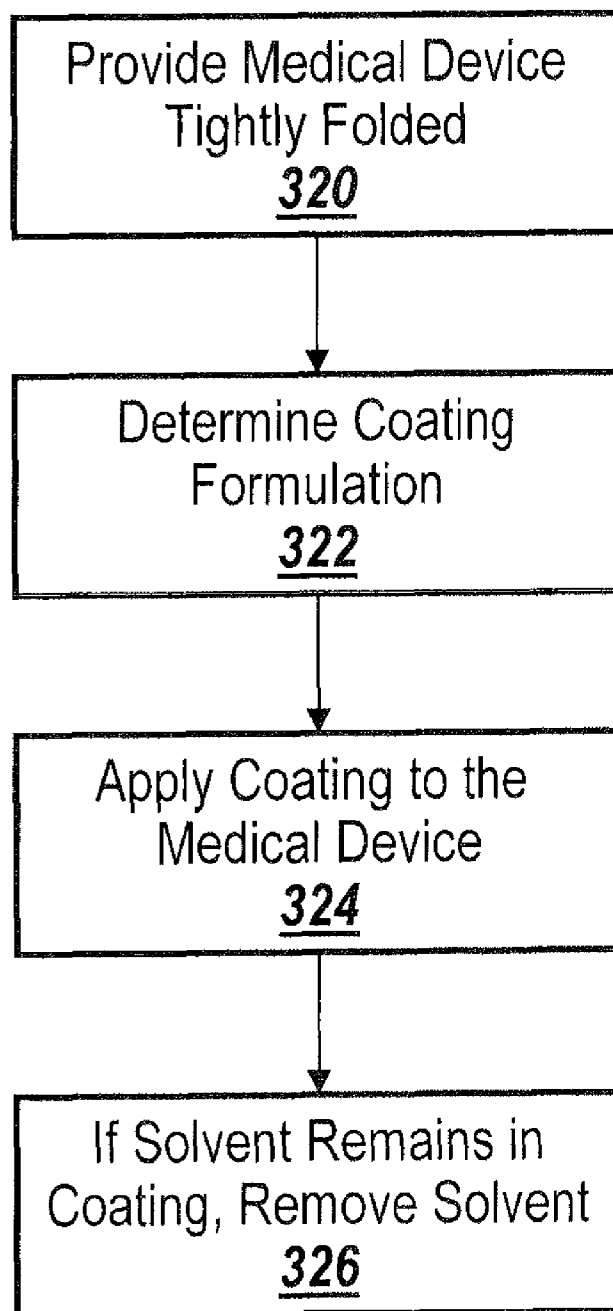 Provide Medical Device
Tightly Folded
320
Determine Coating
Formulation
322
Apply Coating to the
Medical Device
324
If Solvent Remains in
Coating, Remove Solvent
326